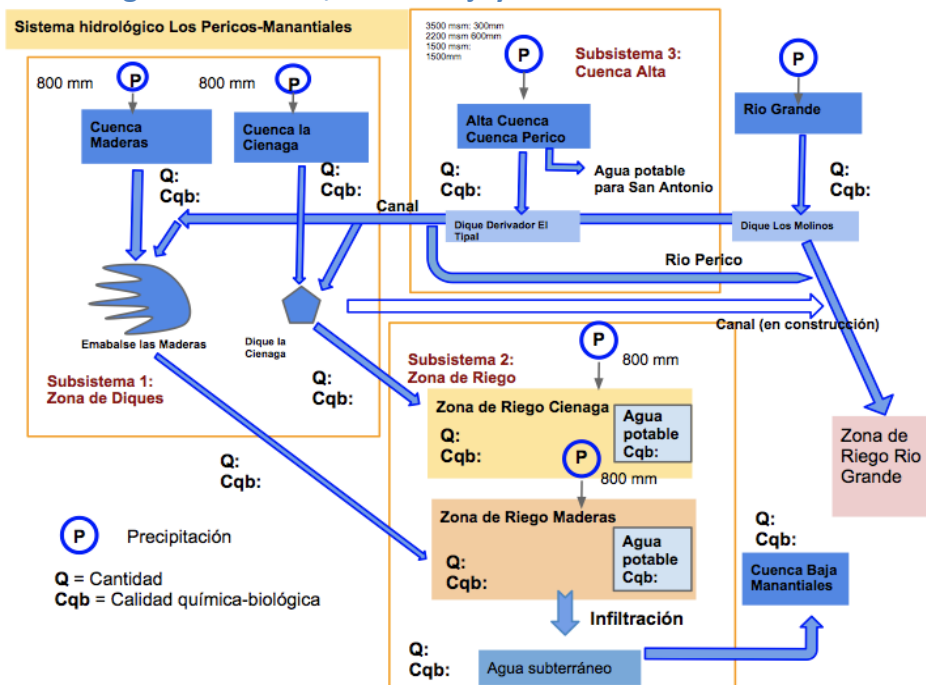 Sistema hidrológico Los Pericos-Manantiales
3500 msm: 300mm
2200 msm 600mm
1500 msm:
1500mm
Subsistema 3:
Cuenca Alta
P
P
P
P
800 mm
800 mm
Cuenca
Maderas
Cuenca la
Cienaga
Alta Cuenca
Cuenca Perico
Rio Grande
Q:
Cqb:
Q:
Cqb:
Q:
Cqb:
Agua potable
para San Antonio
Canal
Dique Derivador El
Tipal
Dique Los Molinos
Rio Perico
Emabalse las Maderas
Dique la
Cienaga
Canal (en construcción)
Subsistema 1:
Zona de Diques
Q:
Cqb:
Subsistema 2:
Zona de Riego
P
800 mm
Zona de Riego Cienaga
Q:
Cqb:
Agua
potable
Cqb:
Zona de
Riego Rio
Grande
P
800 mm
Q:
Cqb:
Zona de Riego Maderas
Q:
Cqb:
Agua
potable
Cqb:
P
Precipitación
Q = Cantidad
Cqb = Calidad química-biológica
Q:
Cqb:
Cuenca Baja
Manantiales
Infiltración
Q:
Cqb:
Agua subterráneo